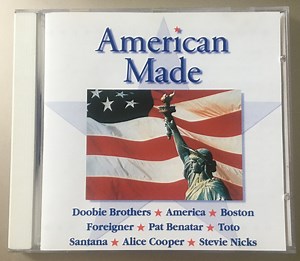 American
Made
Doobie Brothers ★ America ★ Boston
Foreigner ★ Pat Benatar ★ Toto
Santana ★ Alice Cooper ★ Stevie Nicks